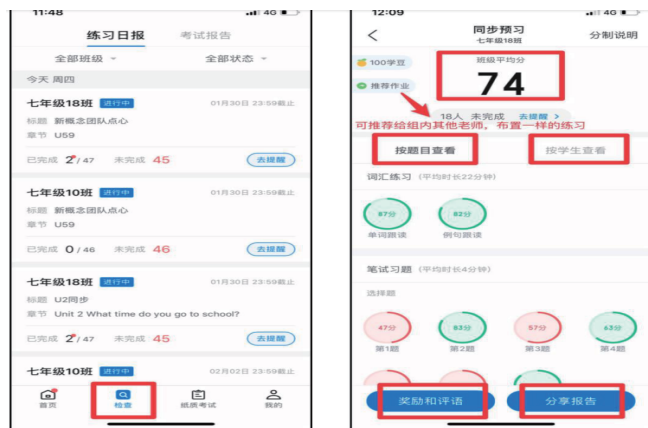 11:48
4G
练习日报
考试报告
全部班级
全部状态
今天 周四
七年级18班 进行中 01月30日 23:59截止
标题 新概念团队点心
章节 U59
已完成 2/47 未完成 45 去提醒
七年级10班 进行中 01月30日 23:59截止
标题 新概念团队点心
章节 U59
已完成 0/46 未完成 46 去提醒
七年级18班 进行中 01月30日 23:59截止
标题 U2同步
章节 Unit 2 What time do you go to school?
已完成 2/47 未完成 45 去提醒
七年级10班 进行中 02月02日 23:59截止
首页 检查 纸质考试 我的
12:09
4G
同步预习
七年级18班
分制说明
100学豆
班级平均分
74
推荐作业
18人 未完成 去提醒 >
可推荐给组内其他老师，布置一样的练习
按题目查看
按学生查看
词汇练习 (平均时长22分钟)
87分 82分
单词跟读 例句跟读
笔试习题 (平均时长4分钟)
选择题
47分 83分 57分 63分
第1题 第2题 第3题 第4题
奖励和评语
分享报告